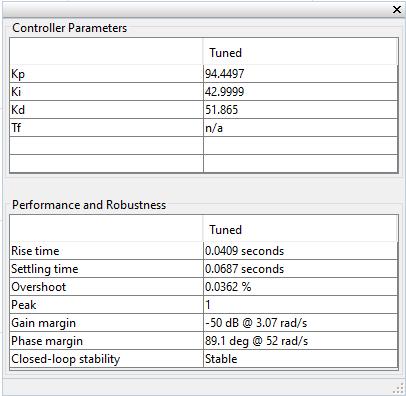 Controller Parameters
Tuned
Kp 94.4497
Ki 42.9999
Kd 51.865
Tf n/a
Performance and Robustness
Tuned
Rise time 0.0409 seconds
Settling time 0.0687 seconds
Overshoot 0.0362 %
Peak 1
Gain margin -50 dB @ 3.07 rad/s
Phase margin 89.1 deg @ 52 rad/s
Closed-loop stability Stable